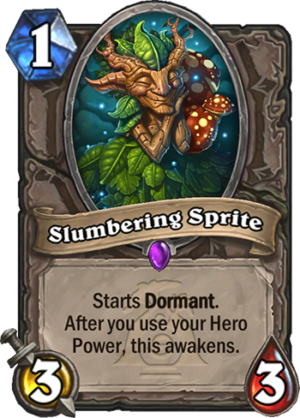 1
Slumbering Sprite
Starts Dormant.
After you use your Hero
Power, this awakens.
3 3